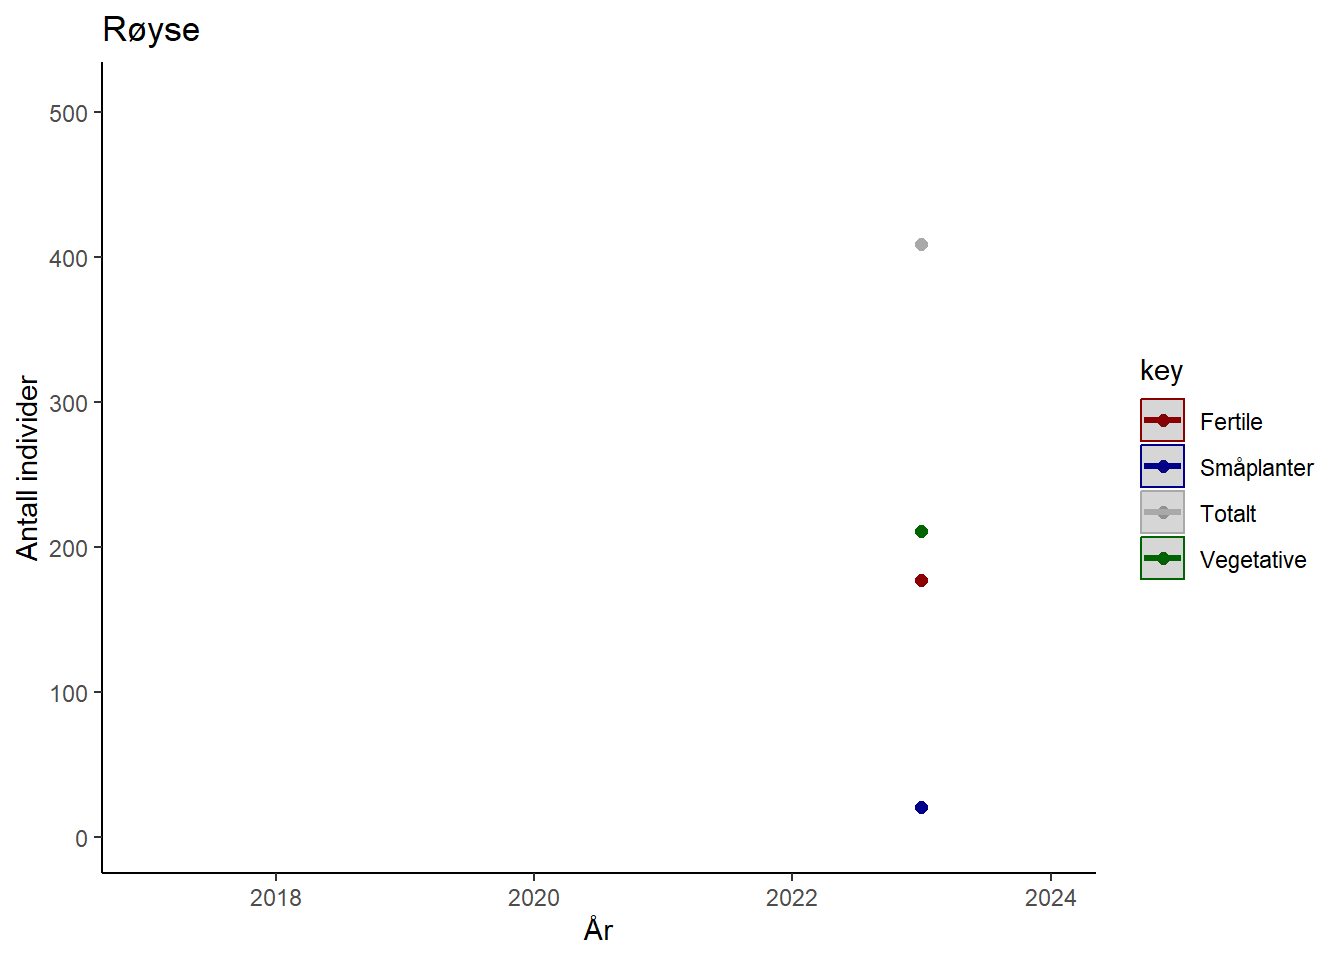 Røyse
500
400
300
200
100
0
Antall individer
2018
2020
2022
2024
År
key
Fertile
Småplanter
Totalt
Vegetative